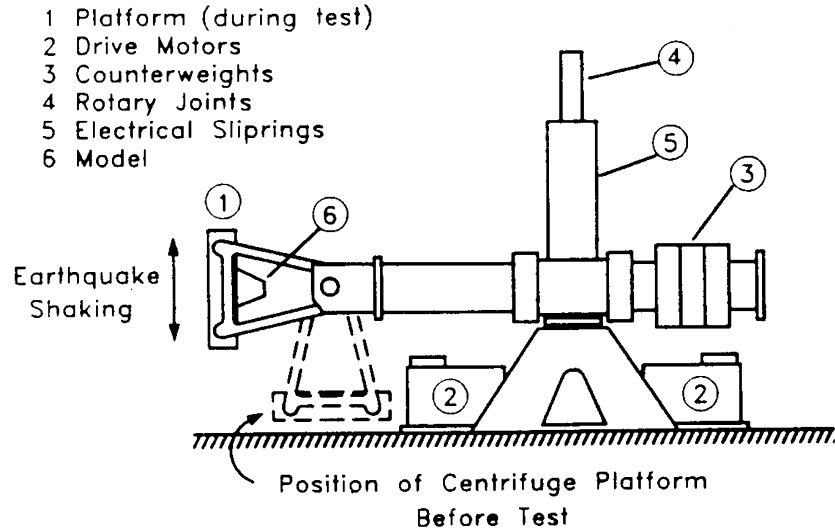 1 Platform (during test)
2 Drive Motors
3 Counterweights
4 Rotary Joints
5 Electrical Sliprings
6 Model
4
5
3
1
6
Earthquake
Shaking
2
2
Position of Centrifuge Platform
Before Test